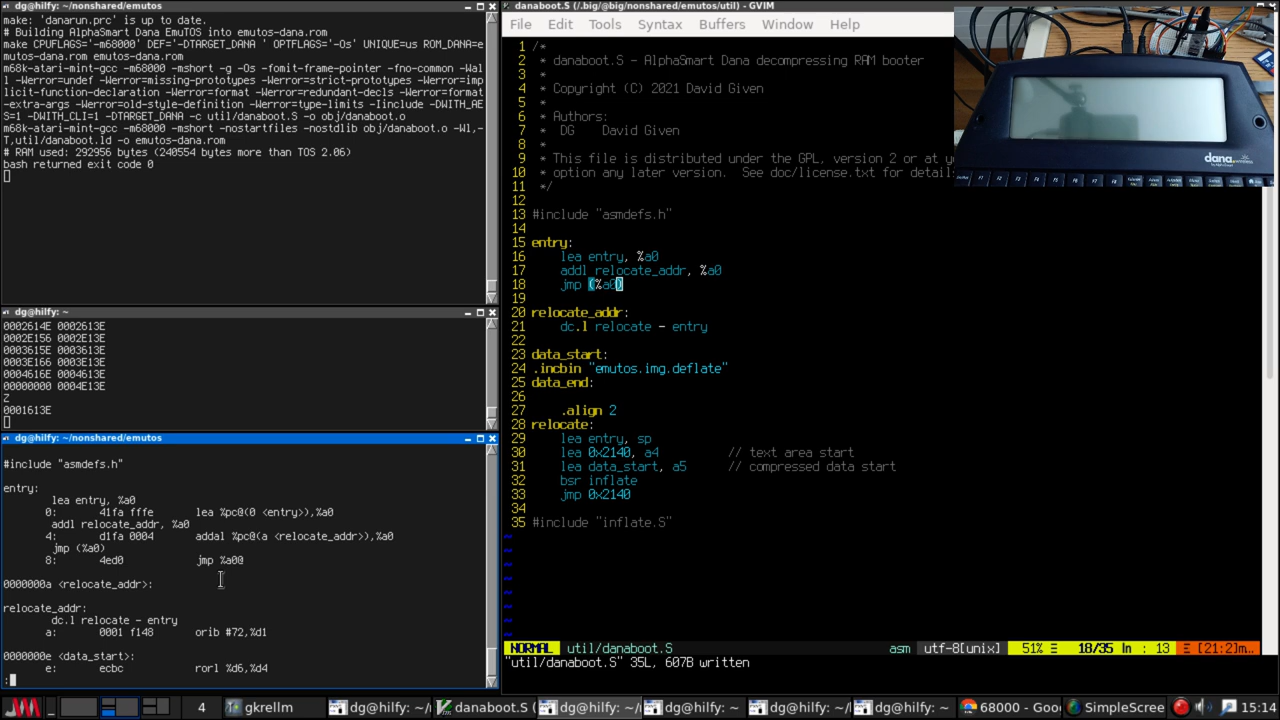 dg@hilfy: ~/nonshared/emutos
make: 'danarun.prc' is up to date.
# Building AlphaSmart Dana EmuTOS into emutos-dana.rom
make CPUFLAGS='-m68000' DEF='-DTARGET_DANA ' OPTFLAGS='-Os' UNIQUE=us ROM_DANA=e
mutos-dana.rom emutos-dana.rom
m68k-atari-mint-gcc -m68000 -mshort -g -Os -fomit-frame-pointer -fno-common -Wal
l -Werror=undef -Werror=missing-prototypes -Werror=strict-prototypes -Werror=imp
licit-function-declaration -Werror=format -Werror=redundant-decls -Werror=format
-extra-args -Werror=old-style-definition -Werror=type-limits -Iinclude -DWITH_AE
S=1 -DWITH_CLI=1 -DTARGET_DANA -c util/danaboot.S -o obj/danaboot.o
m68k-atari-mint-gcc -m68000 -mshort -nostartfiles -nostdlib obj/danaboot.o -Wl,-
T,util/danaboot.ld -o emutos-dana.rom
# RAM used: 292956 bytes (240554 bytes more than TOS 2.06)
bash returned exit code 0
dg@hilfy: ~
0002614E 0002613E
0002E156 0002E13E
0003615E 0003613E
0003E166 0003E13E
0004616E 0004613E
00000000 0004E13E
Z
0001613E
dg@hilfy: ~/nonshared/emutos
#include "asmdefs.h"
entry:
lea entry, %a0
0: 41fa fffe lea %pc@(0 <entry>),%a0
addl relocate_addr, %a0
4: d1fa 0004 addal %pc@(a <relocate_addr>),%a0
jmp (%a0)
8: 4ed0 jmp %a0@
0000000a <relocate_addr>:
relocate_addr:
dc.l relocate - entry
a: 0001 f148 orib #72,%d1
0000000e <data_start>:
e: ecbc rorl %d6,%d4
:
danaboot.S (/.big/@big/nonshared/emutos/util) - GVIM
File Edit Tools Syntax Buffers Window Help
1 /*
2 * danaboot.S - AlphaSmart Dana decompressing RAM booter
3 *
4 * Copyright (C) 2021 David Given
5 *
6 * Authors:
7 * DG David Given
8 *
9 * This file is distributed under the GPL, version 2 or at y
10 * option any later version. See doc/license.txt for detail
11 */
12
13 #include "asmdefs.h"
14
15 entry:
16 lea entry, %a0
17 addl relocate_addr, %a0
18 jmp (%a0)
19
20 relocate_addr:
21 dc.l relocate - entry
22
23 data_start:
24 .incbin "emutos.img.deflate"
25 data_end:
26
27 .align 2
28 relocate:
29 lea entry, sp
30 lea 0x2140, a4 // text area start
31 lea data_start, a5 // compressed data start
32 bsr inflate
33 jmp 0x2140
34
35 #include "inflate.S"
~
~
~
~
~
~
~
~
NORMAL util/danaboot.S asm utf-8[unix] 51% Ξ 18/35 ln : 13 Ξ [21:2]m...
"util/danaboot.S" 35L, 607B written
dana wireless
4 gkrellm dg@hilfy: ~/ danaboot.S ( dg@hilfy: ~/n dg@hilfy: ~/ dg@hilfy: ~ 68000 - Goo SimpleScree 15:14